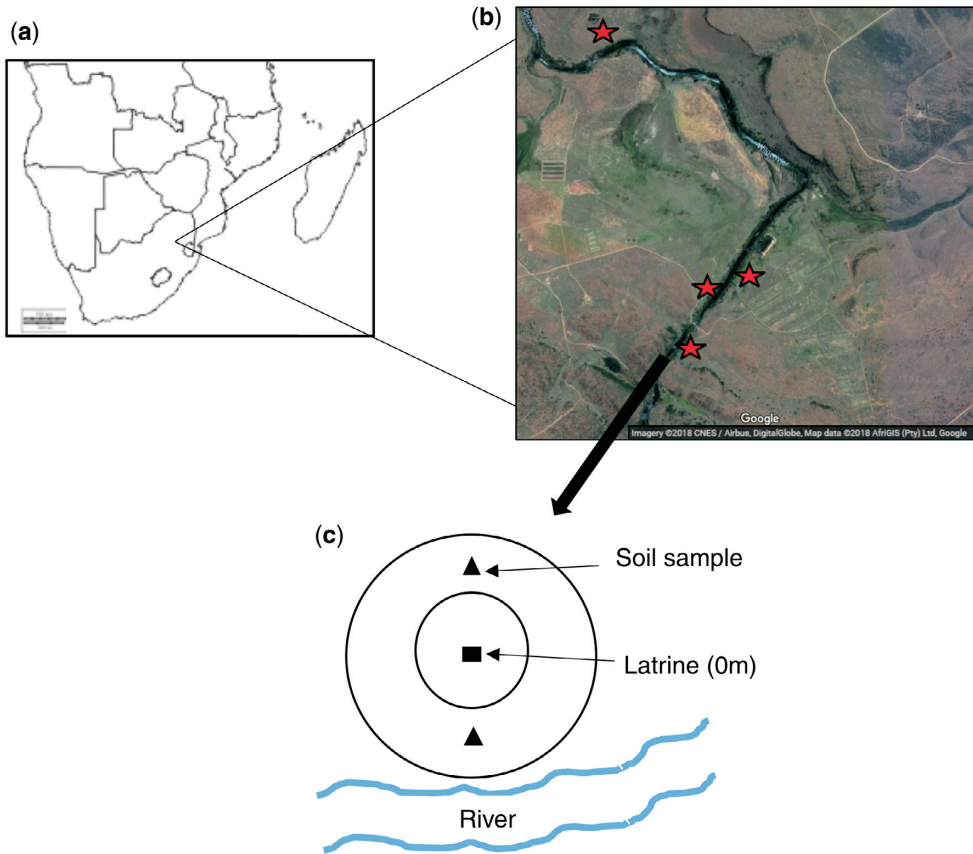 (a)
(b)
Google
Imagery ©2018 CNES / Airbus, DigitalGlobe, Map data ©2018 AfriGIS (Pty) Ltd, Google
(c)
Soil sample
Latrine (0m)
River